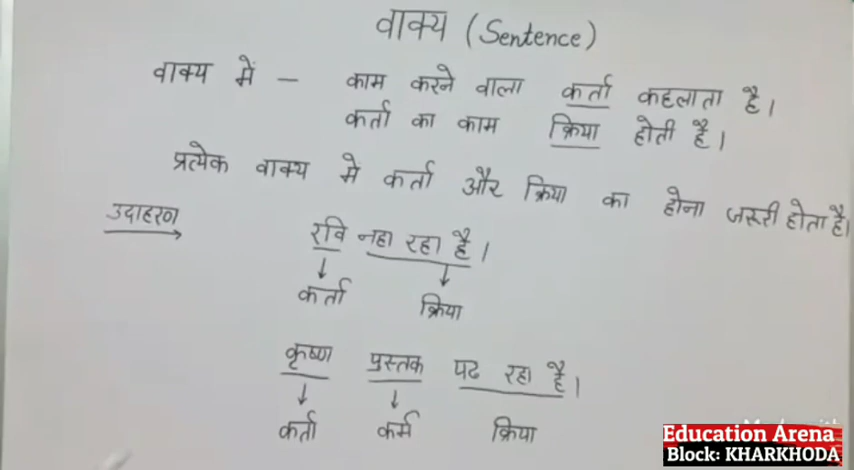 वाक्य (Sentence)
वाक्य में - काम करने वाला कर्ता कहलाता है।
कर्ता का काम क्रिया होती है।
प्रत्येक वाक्य मे कर्ता और क्रिया का होना जरूरी होता है।
उदाहरण
रवि नहा रहा है।
कर्ता क्रिया
कृष्ण पुस्तक पढ रहा है।
कर्ता कर्म क्रिया
Education Arena
Block: KHARKHODA